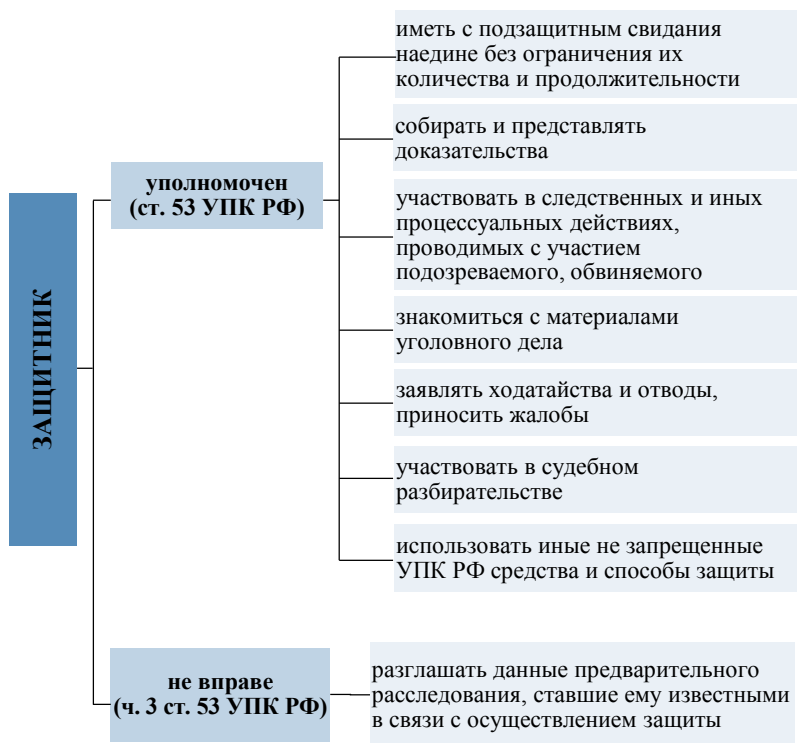 ЗАЩИТНИК
уполномочен
(ст. 53 УПК РФ)
иметь с подзащитным свидания
наедине без ограничения их
количества и продолжительности
собирать и представлять
доказательства
участвовать в следственных и иных
процессуальных действиях,
проводимых с участием
подозреваемого, обвиняемого
знакомиться с материалами
уголовного дела
заявлять ходатайства и отводы,
приносить жалобы
участвовать в судебном
разбирательстве
использовать иные не запрещенные
УПК РФ средства и способы защиты
не вправе
(ч. 3 ст. 53 УПК РФ)
разглашать данные предварительного
расследования, ставшие ему известными
в связи с осуществлением защиты